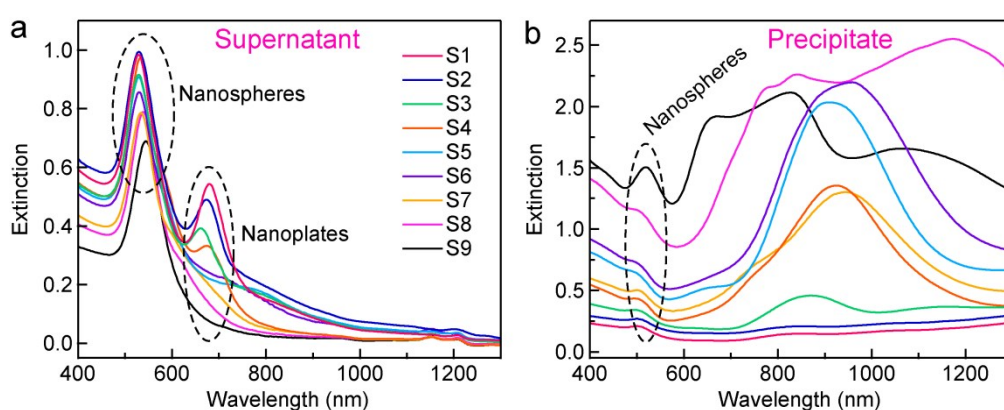 a
Supernatant
Extinction
1.0
0.8
0.6
0.4
0.2
0.0
Nanospheres
Nanoplates
S1
S2
S3
S4
S5
S6
S7
S8
S9
400 600 800 1000 1200
Wavelength (nm)
b
Precipitate
Extinction
2.5
2.0
1.5
1.0
0.5
0.0
Nanospheres
400 600 800 1000 1200
Wavelength (nm)